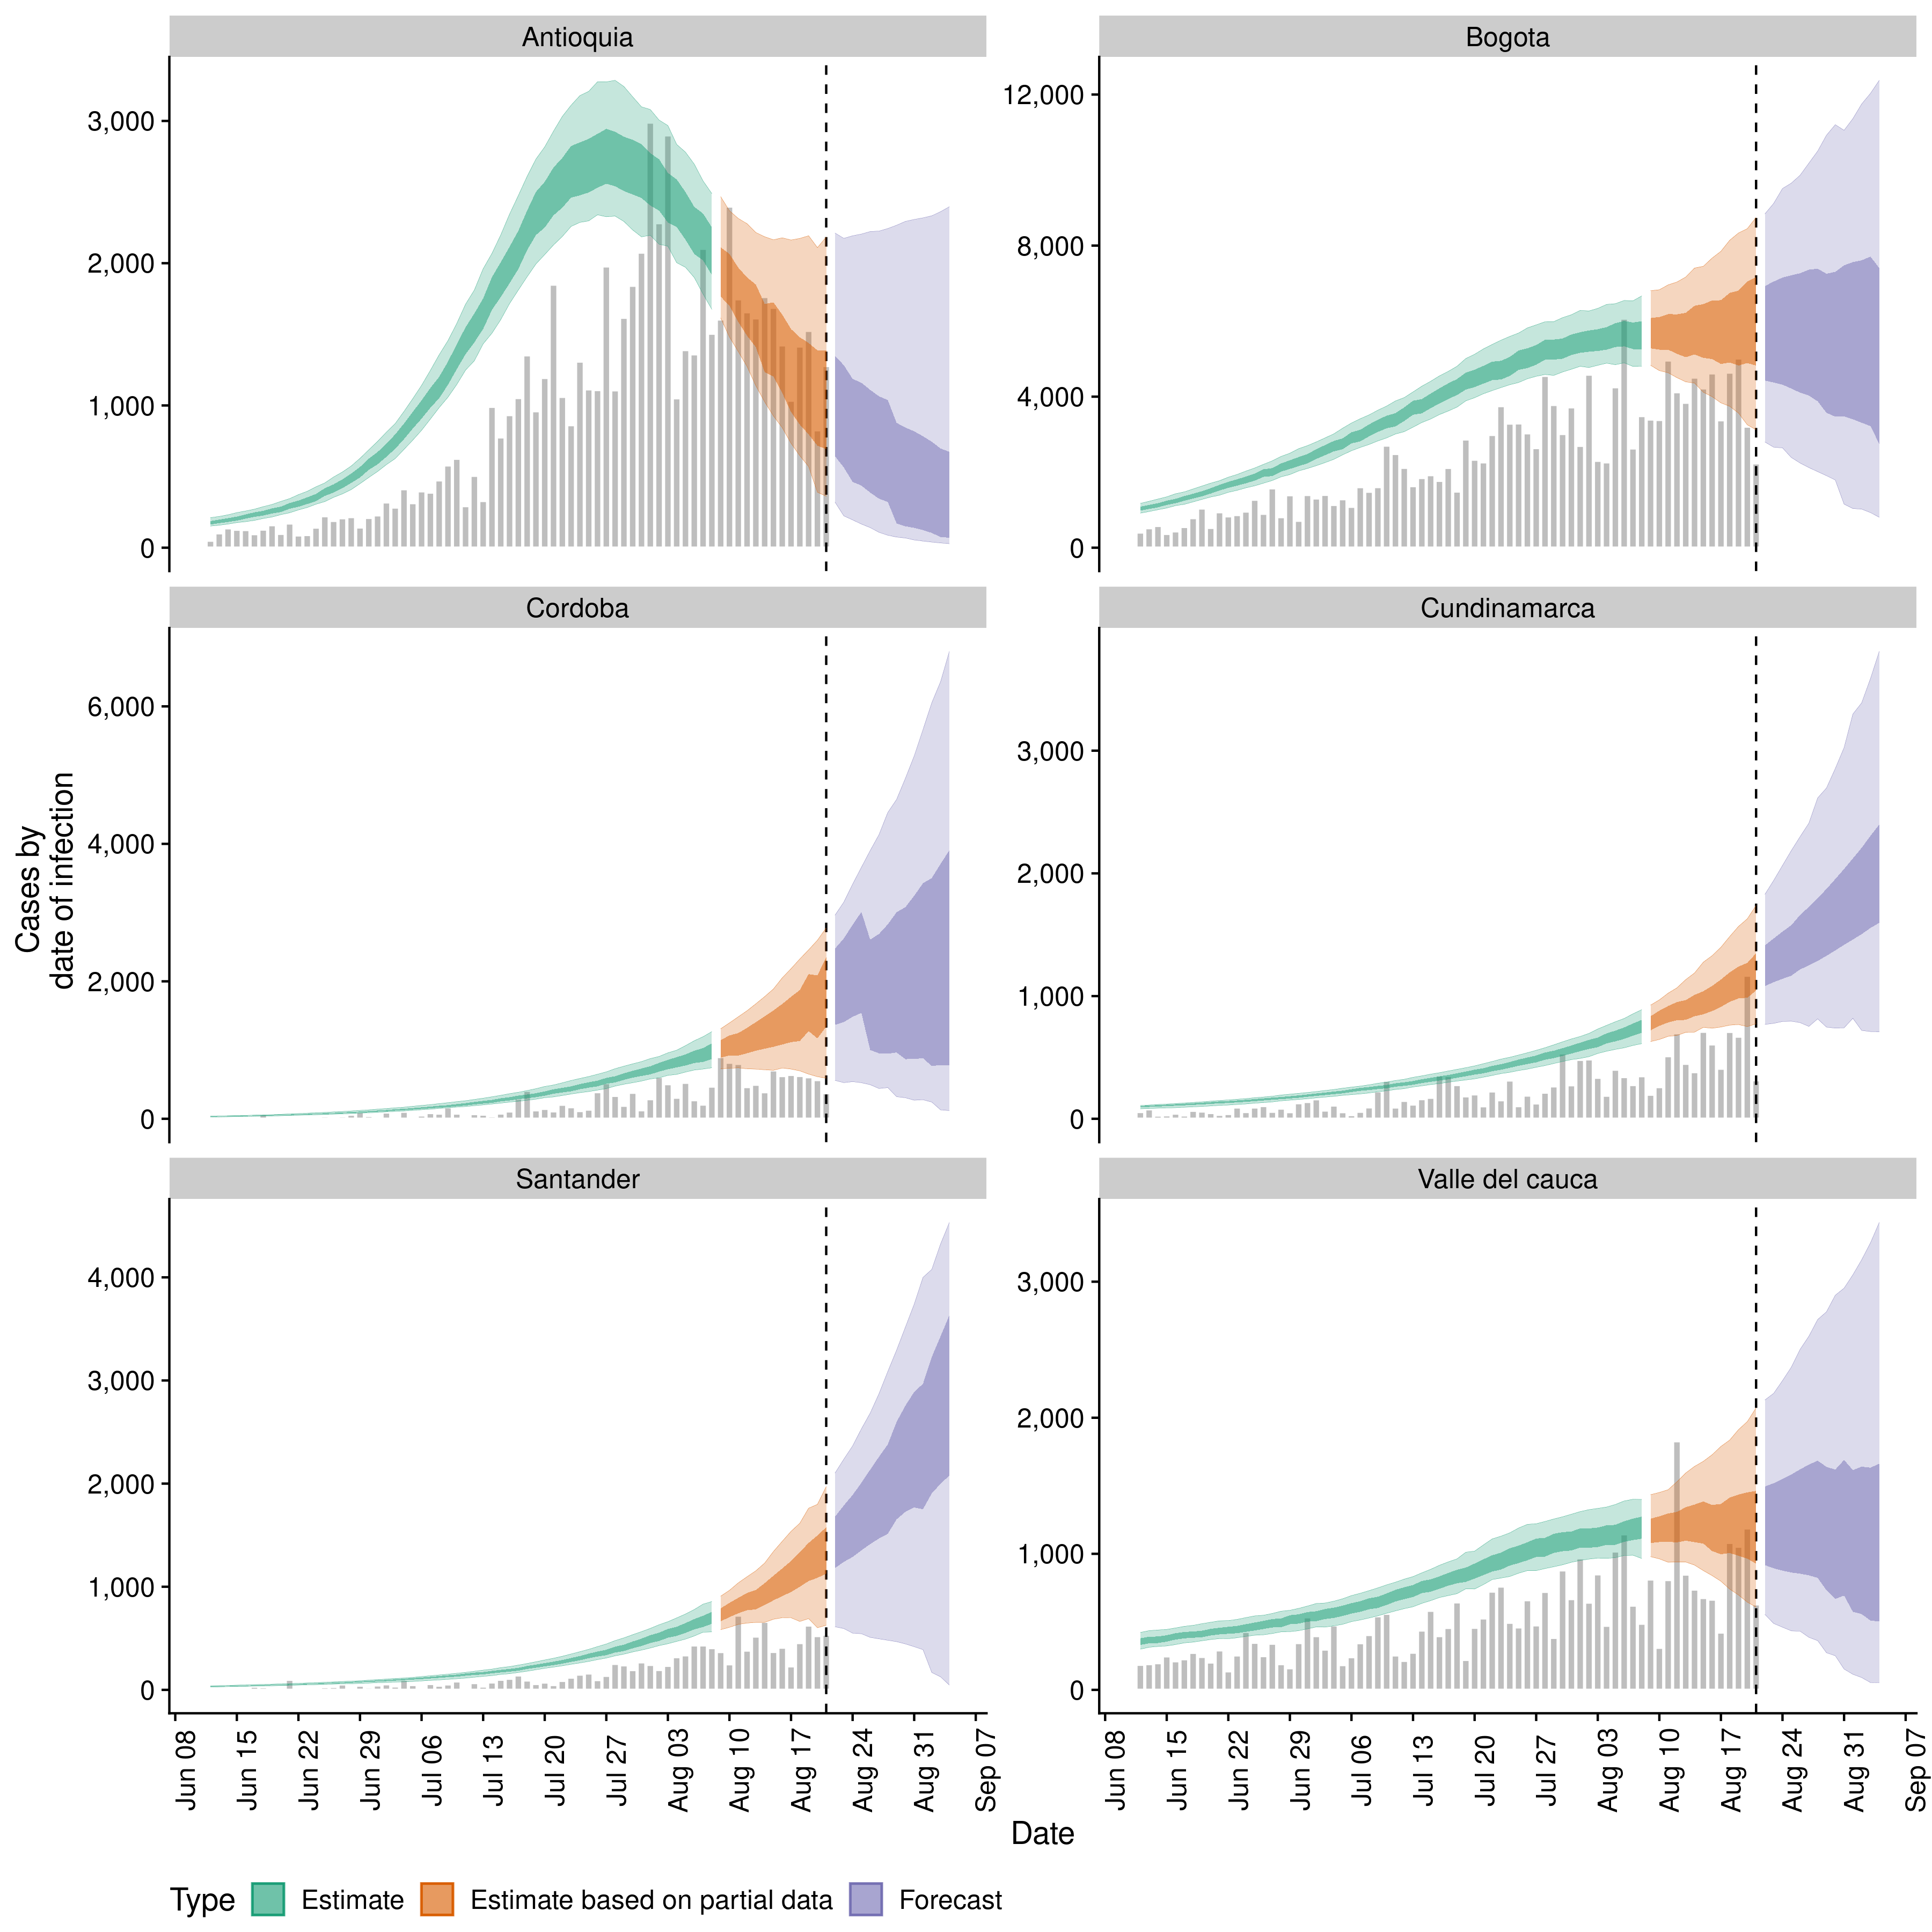 Antioquia
Bogota
3,000
2,000
1,000
0
12,000
8,000
4,000
0
Cordoba
Cundinamarca
Cases by
date of infection
6,000
4,000
2,000
0
3,000
2,000
1,000
0
Santander
Valle del cauca
4,000
3,000
2,000
1,000
0
3,000
2,000
1,000
0
Jun 08
Jun 15
Jun 22
Jun 29
Jul 06
Jul 13
Jul 20
Jul 27
Aug 03
Aug 10
Aug 17
Aug 24
Aug 31
Sep 07
Jun 08
Jun 15
Jun 22
Jun 29
Jul 06
Jul 13
Jul 20
Jul 27
Aug 03
Aug 10
Aug 17
Aug 24
Aug 31
Sep 07
Date
Type Estimate Estimate based on partial data Forecast